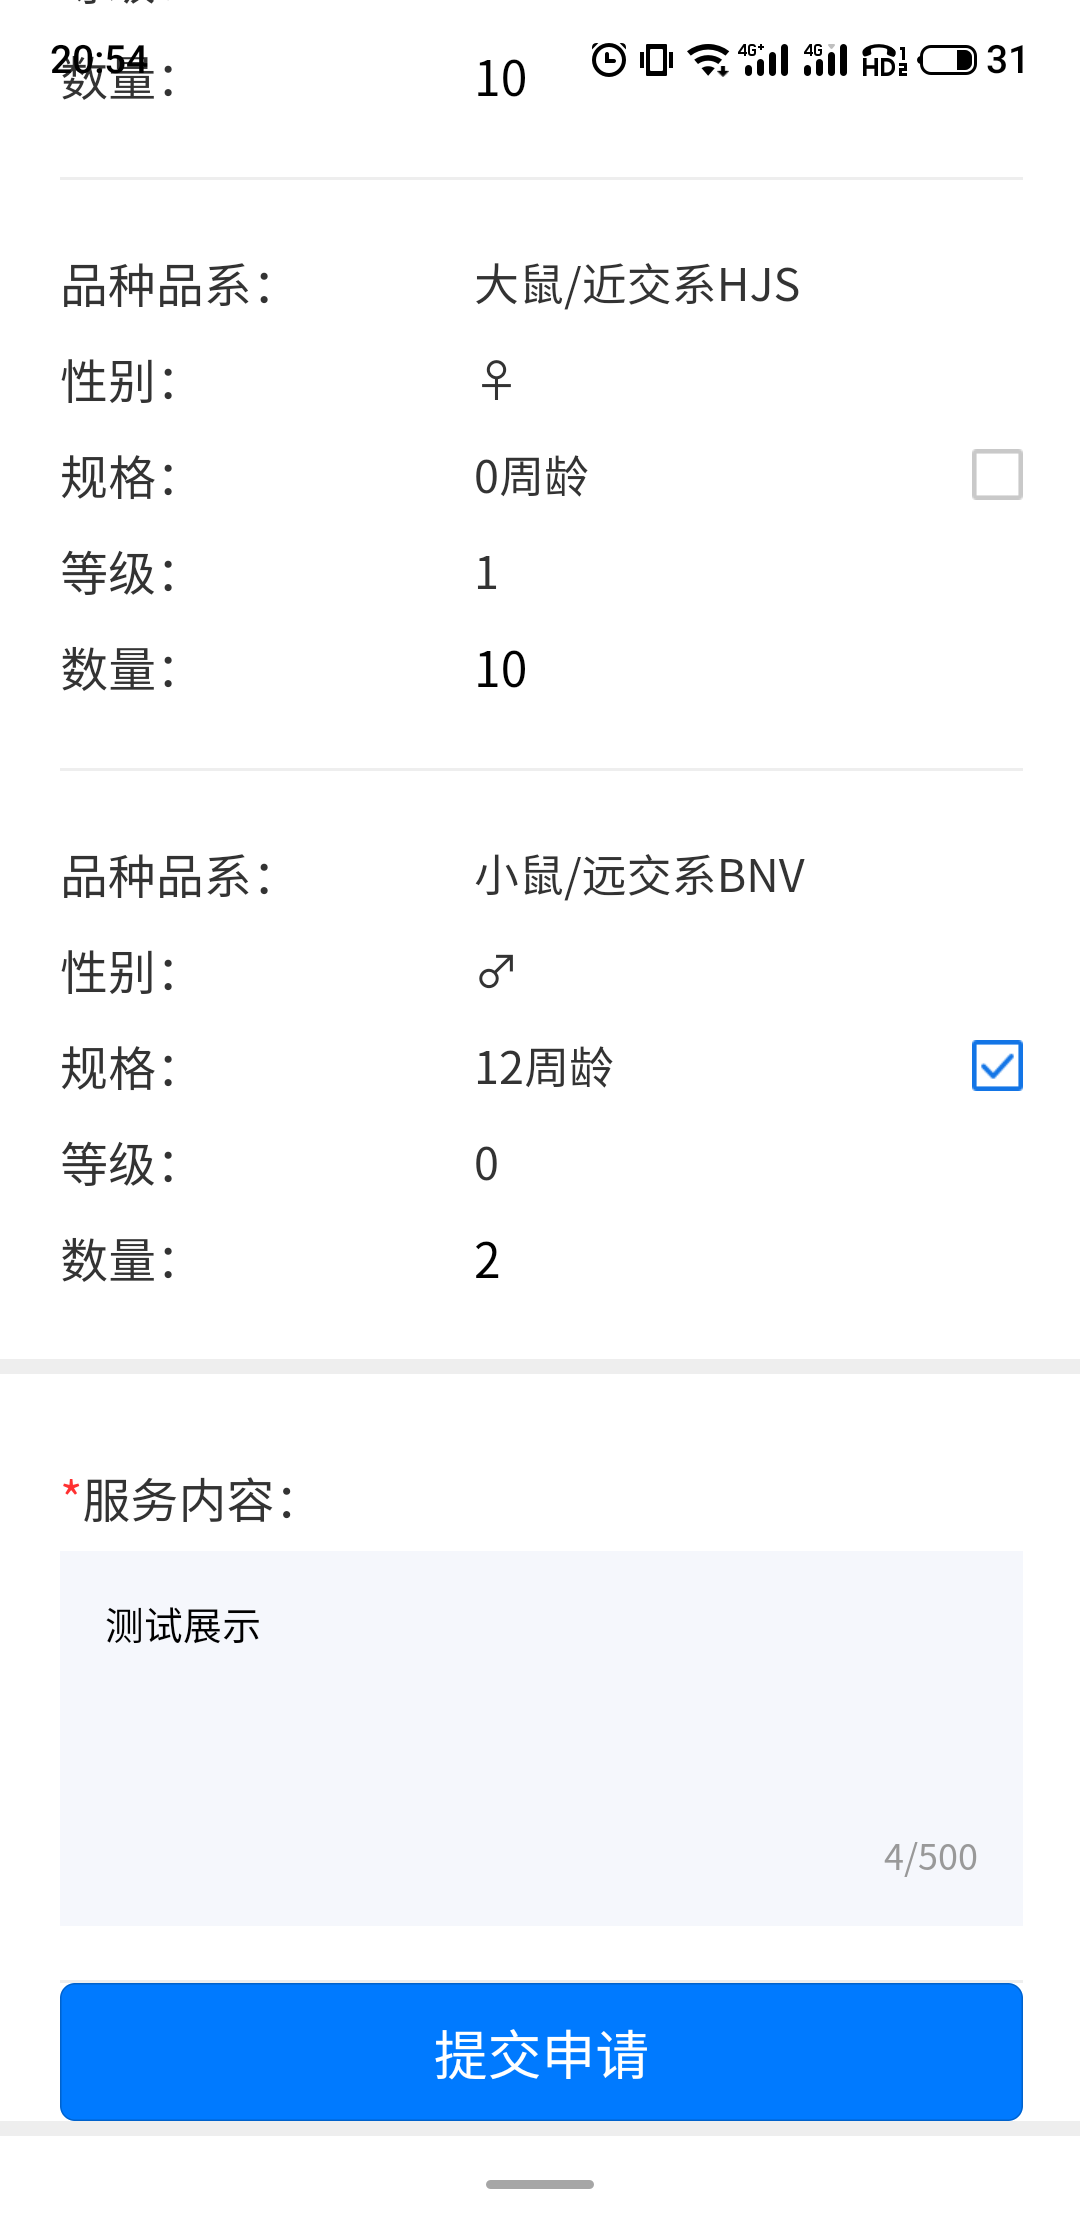 20:54
4G+ 4G HD 1 2 31
数量： 10
品种品系： 大鼠/近交系HJS
性别： ♀
规格： 0周龄
等级： 1
数量： 10
品种品系： 小鼠/远交系BNV
性别： ♂
规格： 12周龄
等级： 0
数量： 2
*服务内容：
测试展示
4/500
提交申请